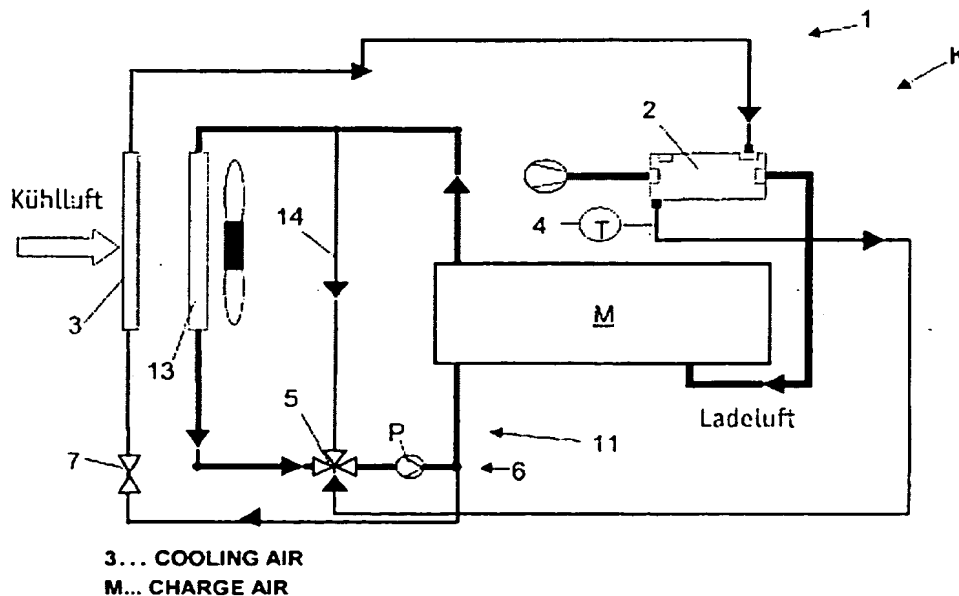 1
K
2
Kühlluft
14
4
T
3
M
13
5
P
Ladeluft
11
7
6
3... COOLING AIR
M... CHARGE AIR